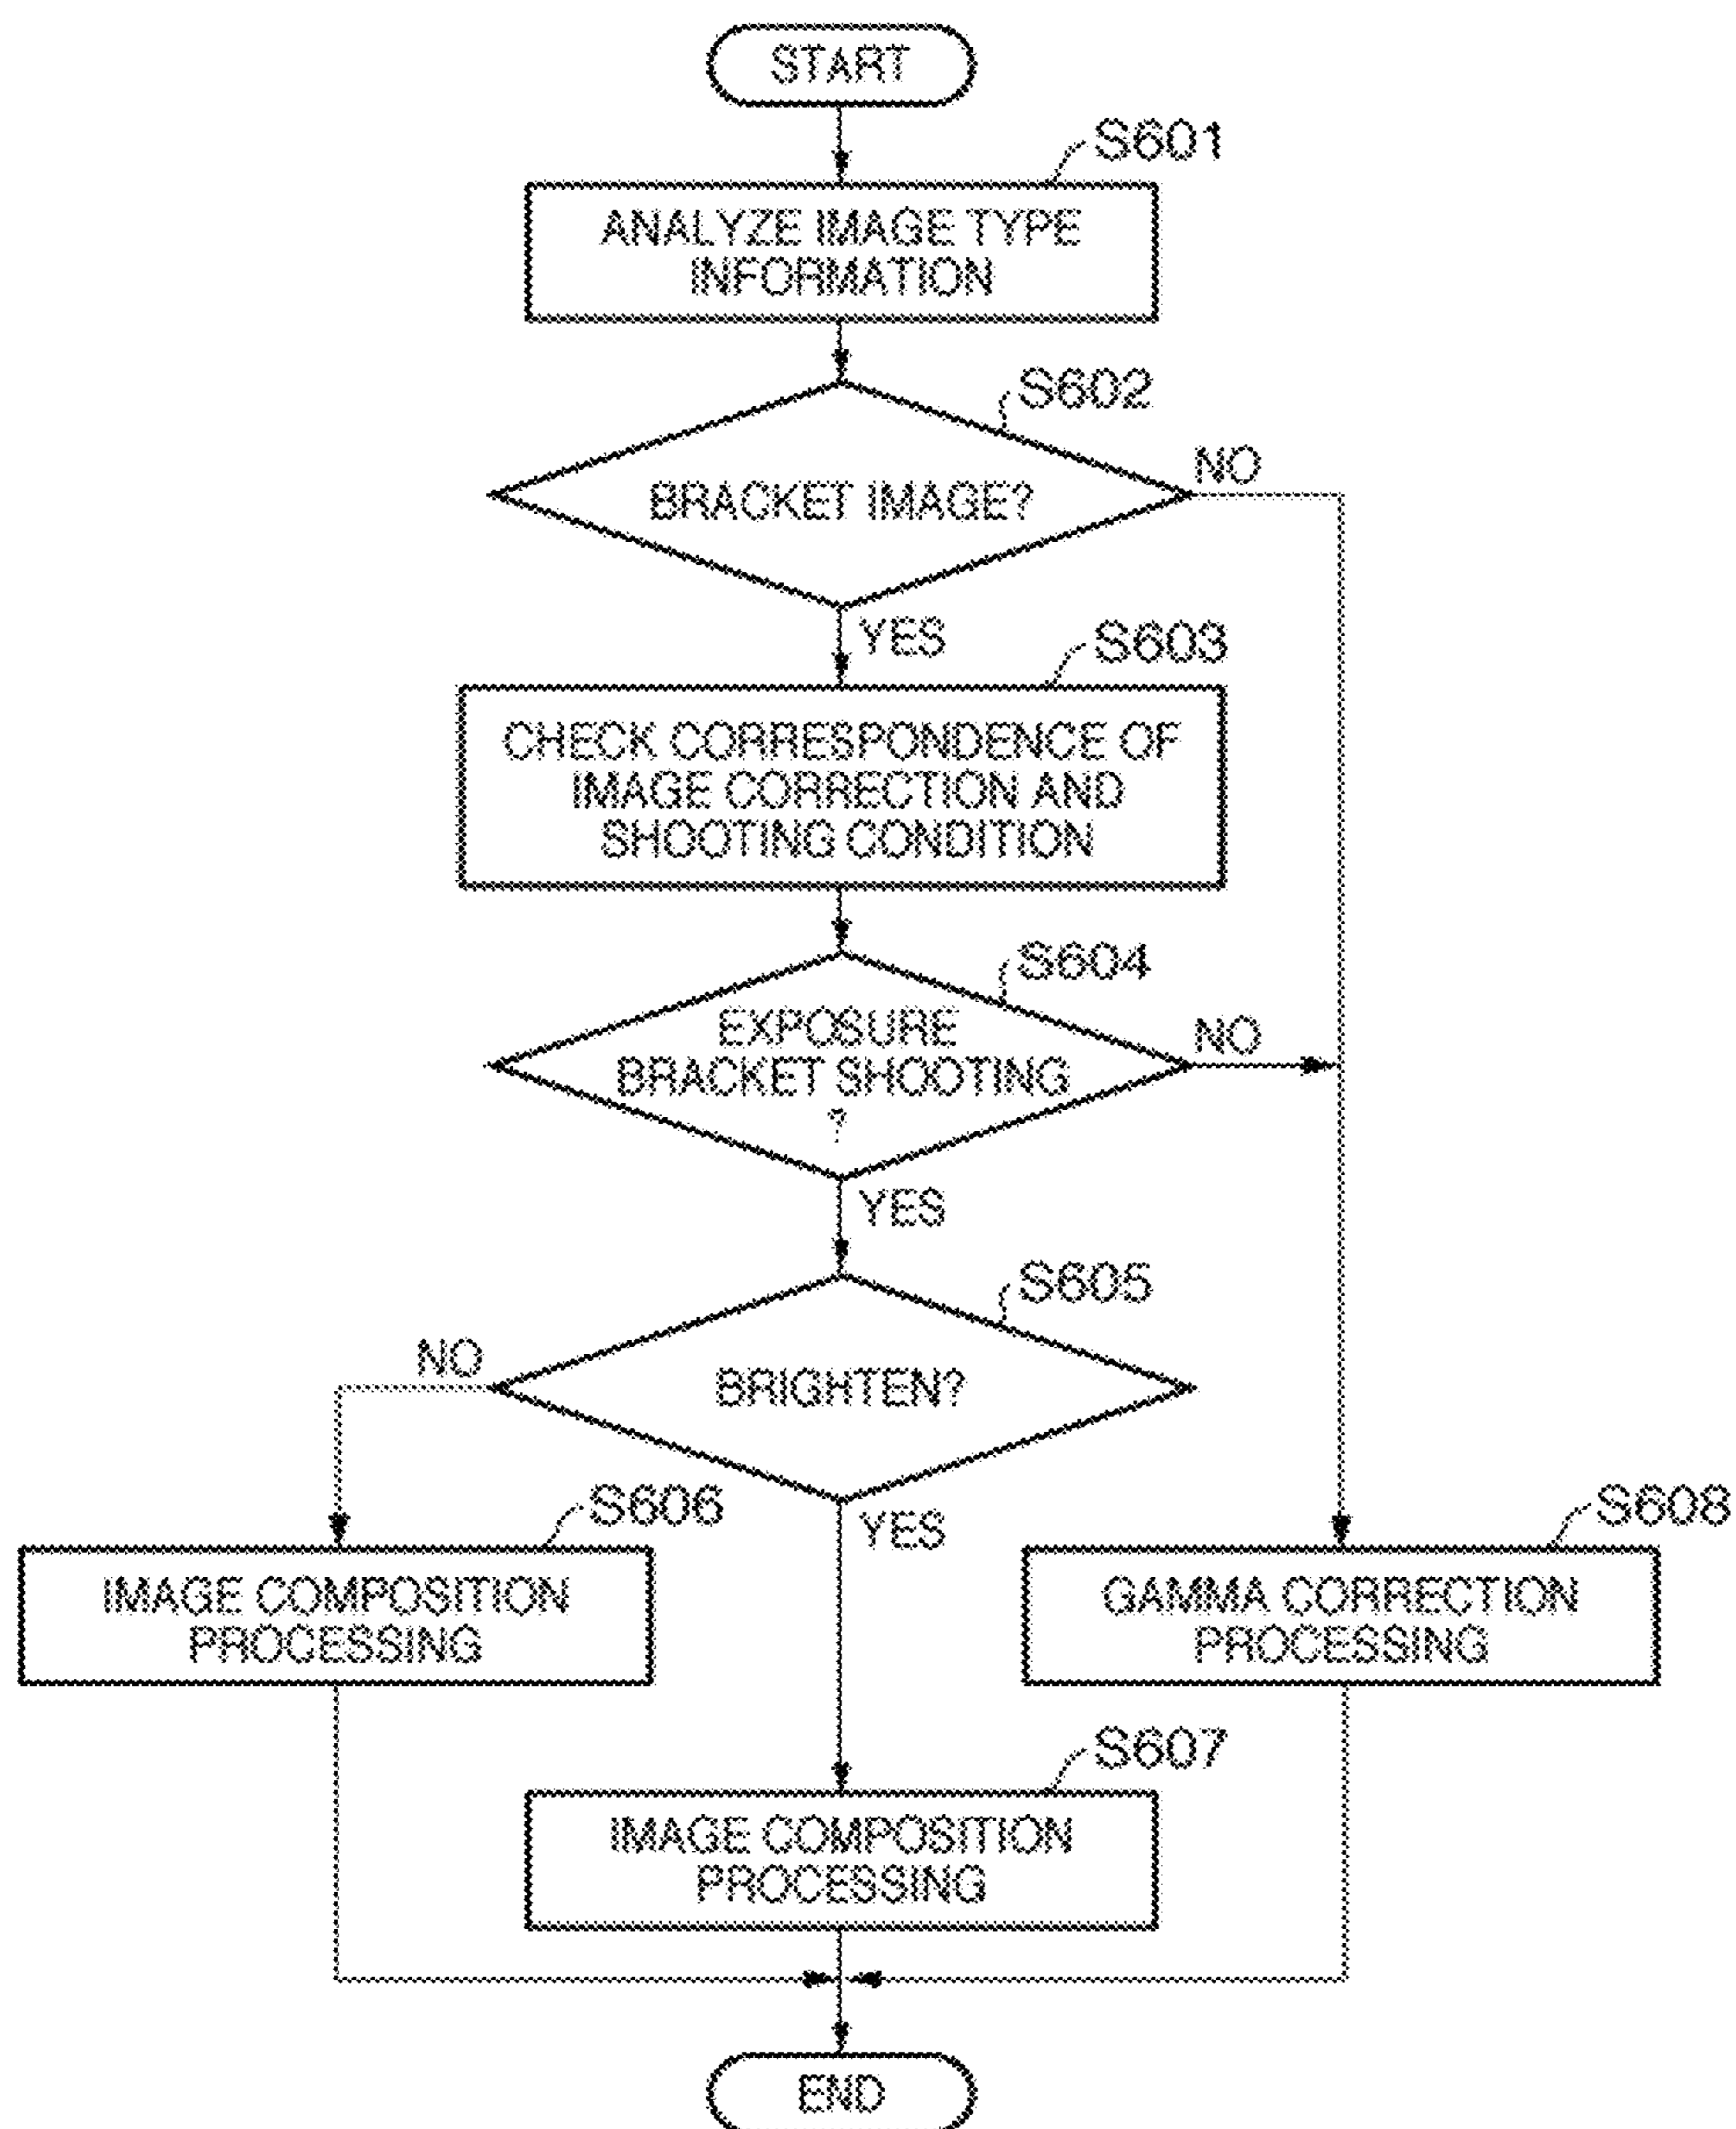 START
S601
ANALYZE IMAGE TYPE
INFORMATION
S602
BRACKET IMAGE?
NO
YES
S603
CHECK CORRESPONDENCE OF
IMAGE CORRECTION AND
SHOOTING CONDITION
S604
EXPOSURE
BRACKET SHOOTING
?
NO
YES
S605
BRIGHTEN?
NO
YES
S606
IMAGE COMPOSITION
PROCESSING
S608
GAMMA CORRECTION
PROCESSING
S607
IMAGE COMPOSITION
PROCESSING
END